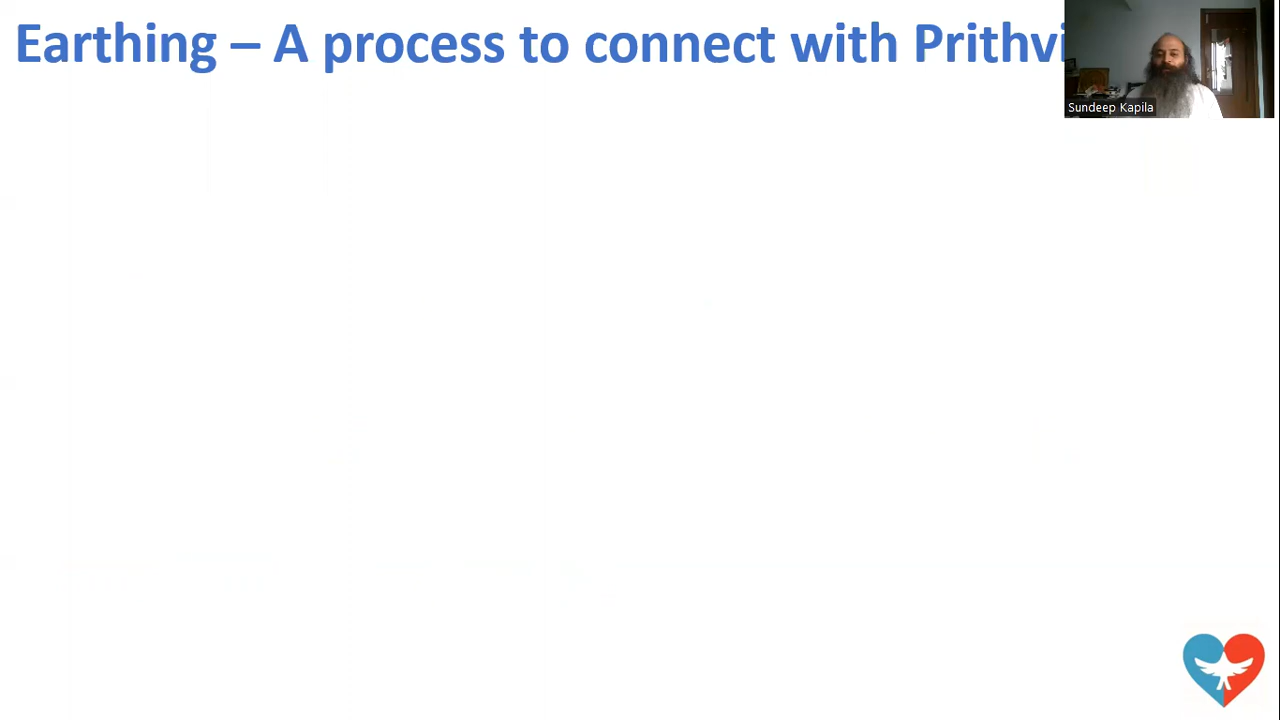 Earthing – A process to connect with Prithvi
Sundeep Kapila